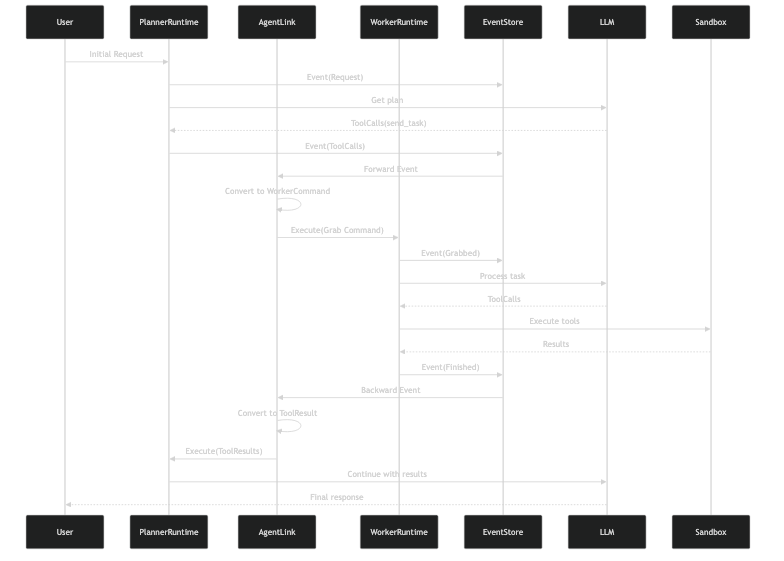 User
PlannerRuntime
AgentLink
WorkerRuntime
EventStore
LLM
Sandbox
Initial Request
Event(Request)
Get plan
ToolCalls(send_task)
Event(ToolCalls)
Forward Event
Convert to WorkerCommand
Execute(Grab Command)
Event(Grabbed)
Process task
ToolCalls
Execute tools
Results
Event(Finished)
Backward Event
Convert to ToolResult
Execute(ToolResults)
Continue with results
Final response
User
PlannerRuntime
AgentLink
WorkerRuntime
EventStore
LLM
Sandbox